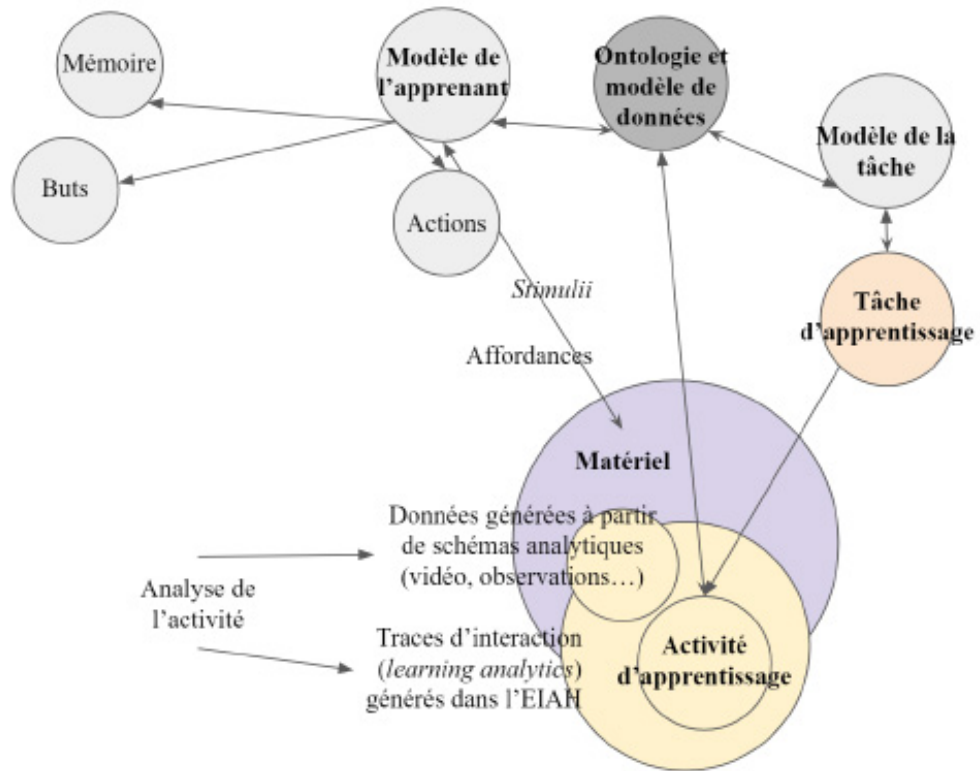 Mémoire
Modèle de
l'apprenant
Ontologie et
modèle de
données
Modèle de la
tâche
Buts
Actions
Stimulii
Affordances
Tâche
d'apprentissage
Matériel
Données générées à partir
de schémas analytiques
(vidéo, observations…)
Analyse de
l'activité
Traces d'interaction
(learning analytics)
générés dans l'EIAH
Activité
d'apprentissage